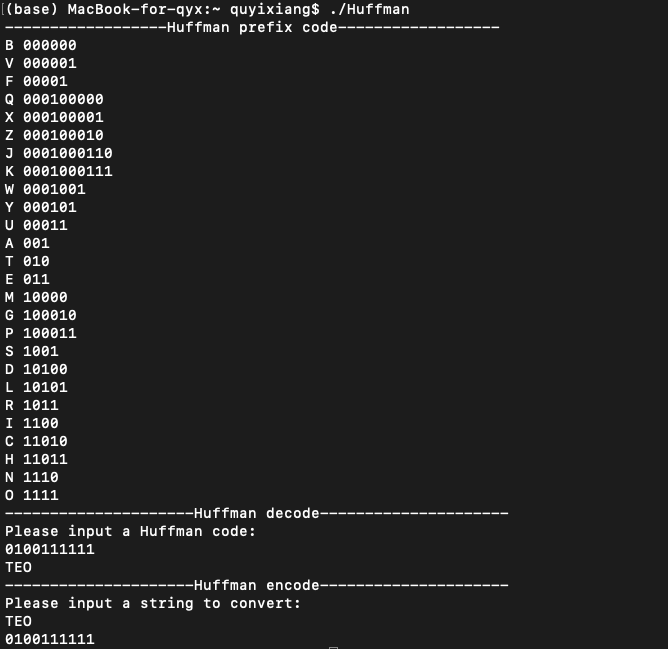 (base) MacBook-for-qyx:~ quyixiang$ ./Huffman
------------------Huffman prefix code------------------
B 000000
V 000001
F 00001
Q 000100000
X 000100001
Z 000100010
J 0001000110
K 0001000111
W 0001001
Y 000101
U 00011
A 001
T 010
E 011
M 10000
G 100010
P 100011
S 1001
D 10100
L 10101
R 1011
I 1100
C 11010
H 11011
N 1110
O 1111
---------------------Huffman decode---------------------
Please input a Huffman code:
0100111111
TEO
---------------------Huffman encode---------------------
Please input a string to convert:
TEO
0100111111